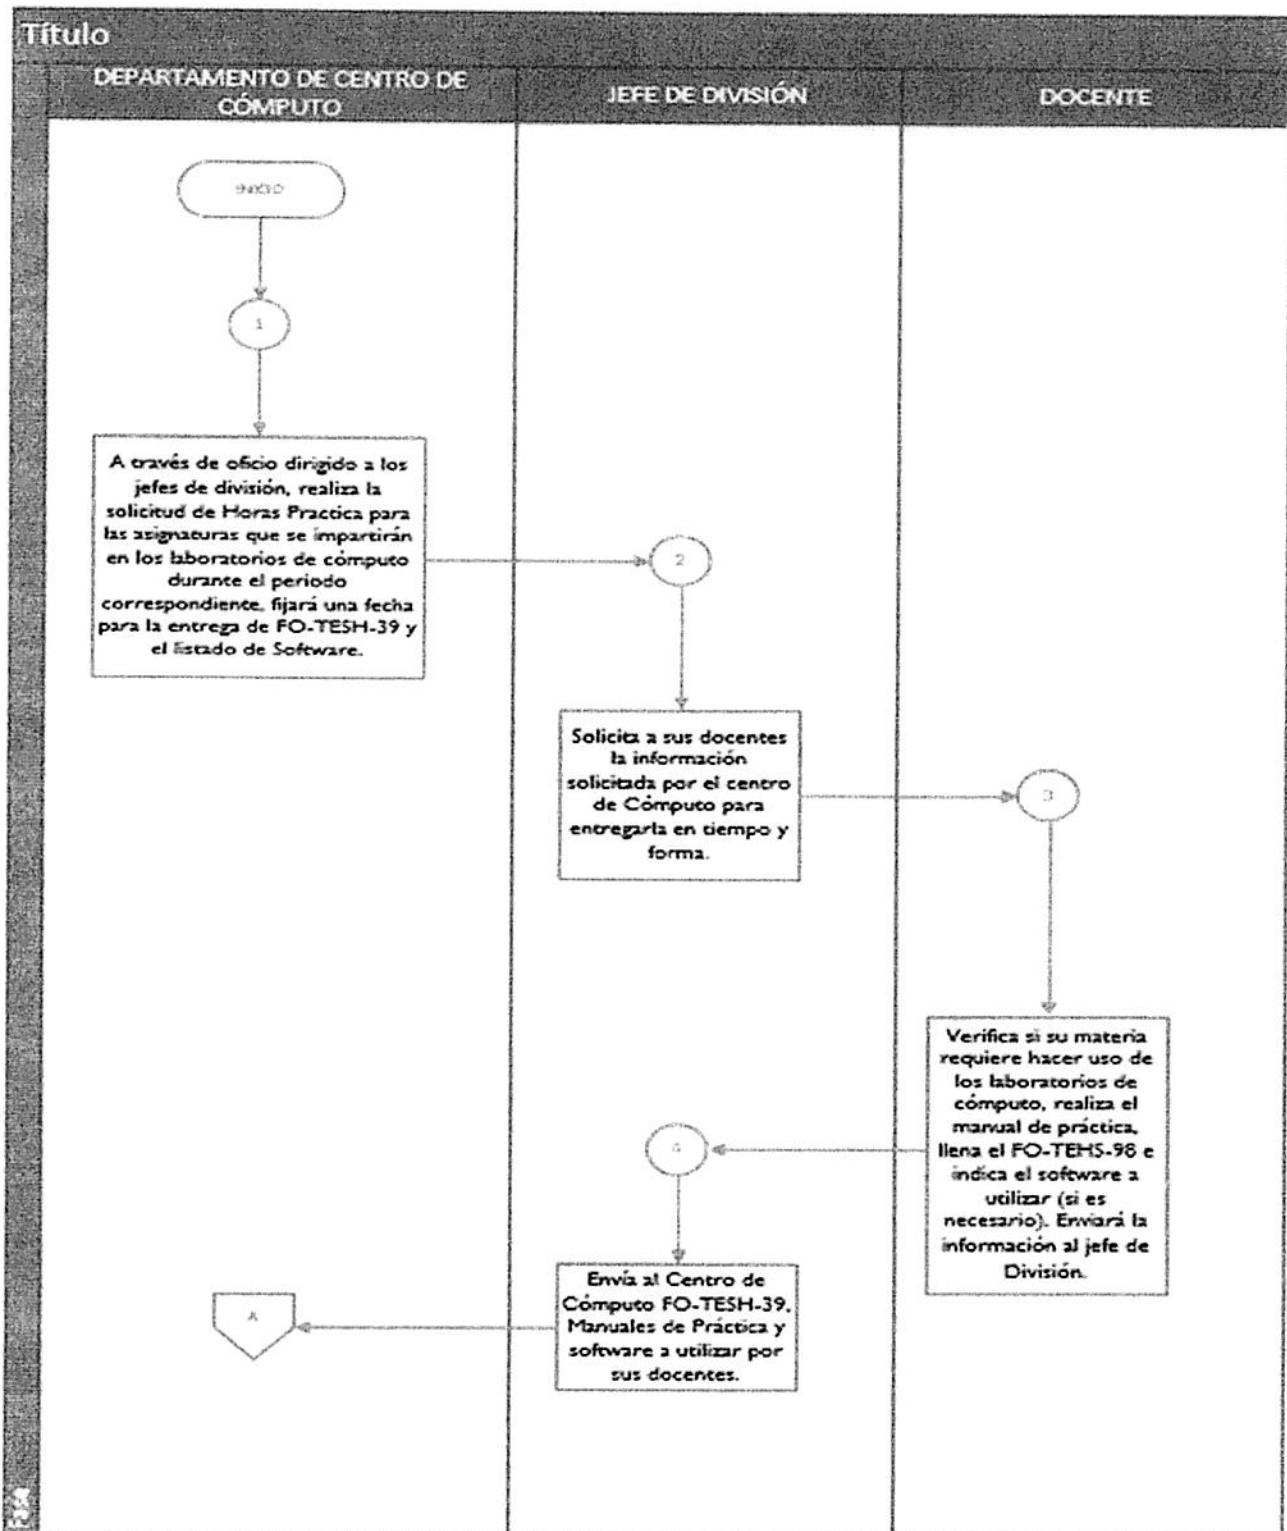 Título
DEPARTAMENTO DE CENTRO DE
CÓMPUTO
JEFE DE DIVISIÓN
DOCENTE
INICIO
1
A través de oficio dirigido a los
jefes de división, realiza la
solicitud de Horas Practica para
las asignaturas que se impartirán
en los laboratorios de cómputo
durante el periodo
correspondiente, fijará una fecha
para la entrega de FO-TESH-39 y
el listado de Software.
2
Solicita a sus docentes
la información
solicitada por el centro
de Cómputo para
entregarla en tiempo y
forma.
3
Verifica si su materia
requiere hacer uso de
los laboratorios de
cómputo, realiza el
manual de práctica,
llena el FO-TEHS-98 e
indica el software a
utilizar (si es
necesario). Enviará la
información al jefe de
División.
Envía al Centro de
Cómputo FO-TESH-39,
Manuales de Práctica y
software a utilizar por
sus docentes.
A
Fase